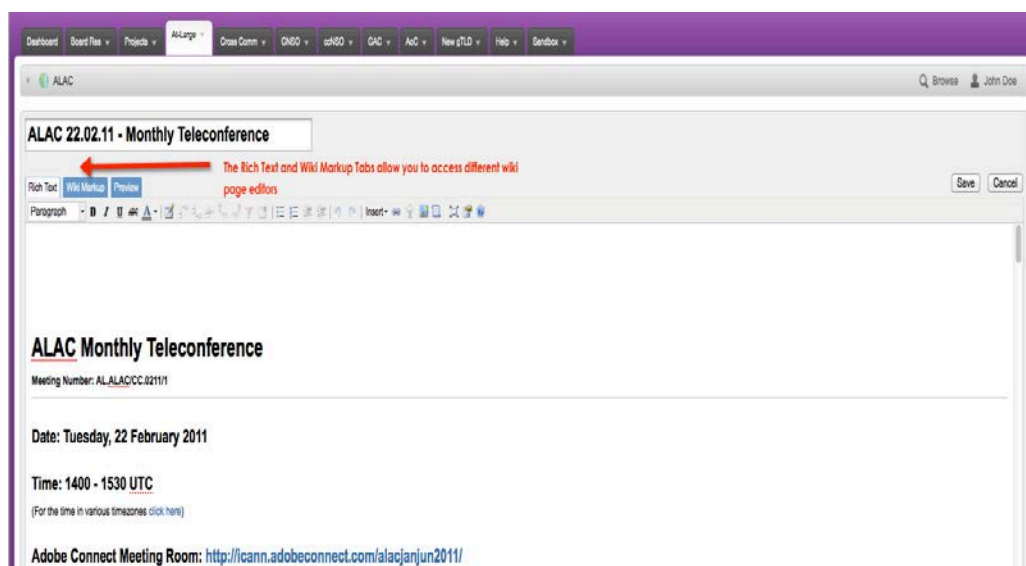 Dashboard Board Res Projects At-Large Cross Comm GNSO ccNSO GAC AoC New gTLD Help Sandbox
ALAC Browse John Doe
ALAC 22.02.11 - Monthly Teleconference
The Rich Text and Wiki Markup Tabs allow you to access different wiki
page editors
Rich Text Wiki Markup Preview Save Cancel
Paragraph B I U A Insert
ALAC Monthly Teleconference
Meeting Number: AL.ALAC/CC.0211/1
Date: Tuesday, 22 February 2011
Time: 1400 - 1530 UTC
(For the time in various timezones click here)
Adobe Connect Meeting Room: http://icann.adobeconnect.com/alacjanjun2011/